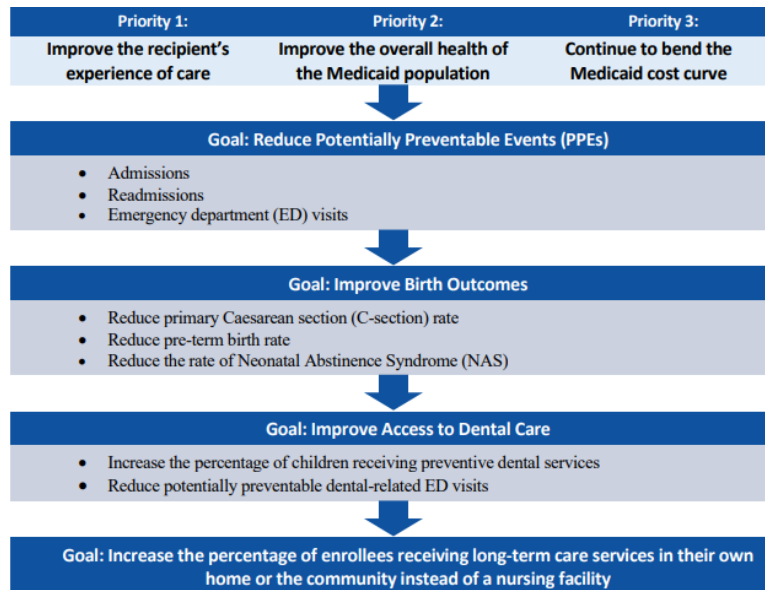 Priority 1:
Improve the recipient's
experience of care
Priority 2:
Improve the overall health of
the Medicaid population
Priority 3:
Continue to bend the
Medicaid cost curve
Goal: Reduce Potentially Preventable Events (PPEs)
• Admissions
• Readmissions
• Emergency department (ED) visits
Goal: Improve Birth Outcomes
• Reduce primary Caesarean section (C-section) rate
• Reduce pre-term birth rate
• Reduce the rate of Neonatal Abstinence Syndrome (NAS)
Goal: Improve Access to Dental Care
• Increase the percentage of children receiving preventive dental services
• Reduce potentially preventable dental-related ED visits
Goal: Increase the percentage of enrollees receiving long-term care services in their own
home or the community instead of a nursing facility